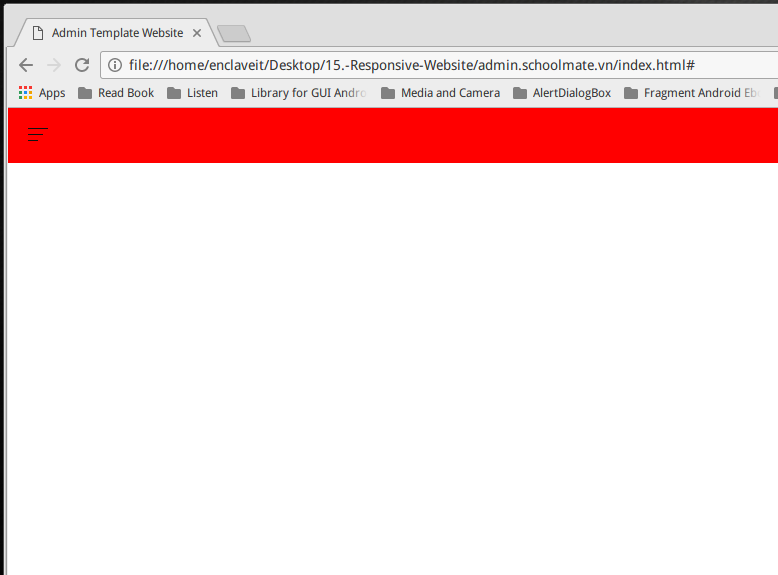 Admin Template Website
file:///home/enclaveit/Desktop/15.-Responsive-Website/admin.schoolmate.vn/index.html#
Apps Read Book Listen Library for GUI Andro Media and Camera AlertDialogBox Fragment Android Eb